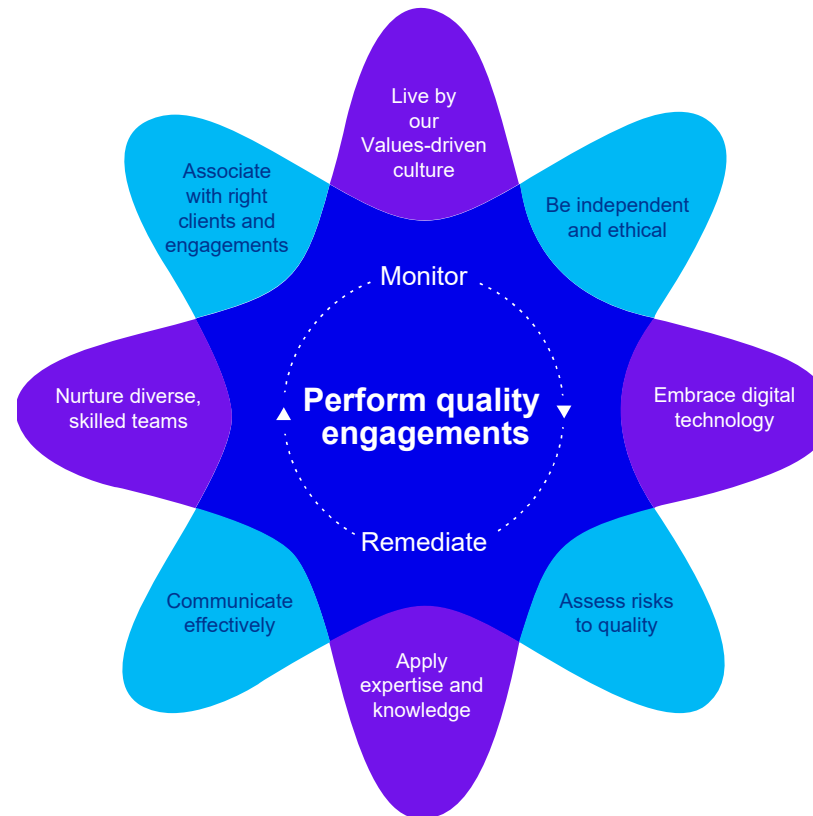 Live by
our
Values-driven
culture
Associate
with right
clients and
engagements
Be independent
and ethical
Monitor
Nurture diverse,
skilled teams
Perform quality
engagements
Embrace digital
technology
Remediate
Communicate
effectively
Assess risks
to quality
Apply
expertise and
knowledge